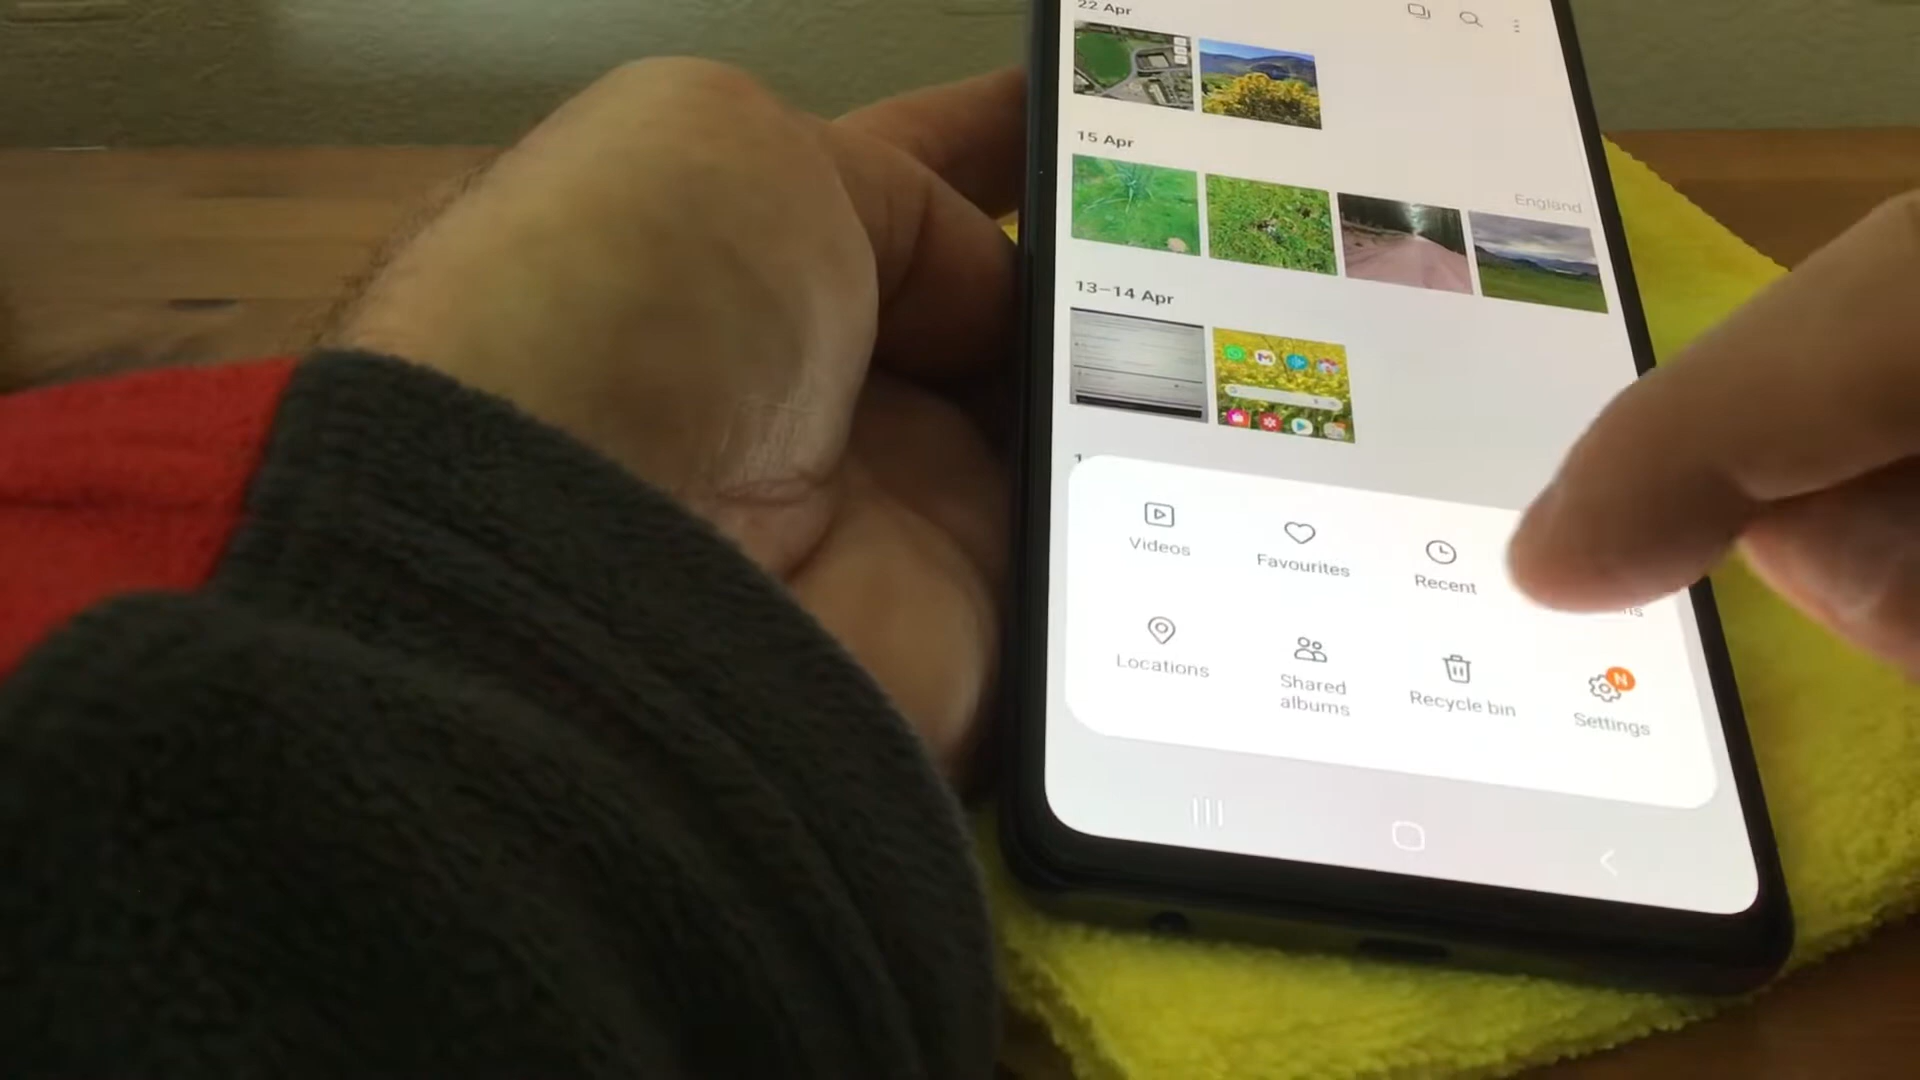 22 Apr
15 Apr
England
13–14 Apr
Videos
Favourites
Recent
Locations
Shared
albums
Recycle bin
N
Settings